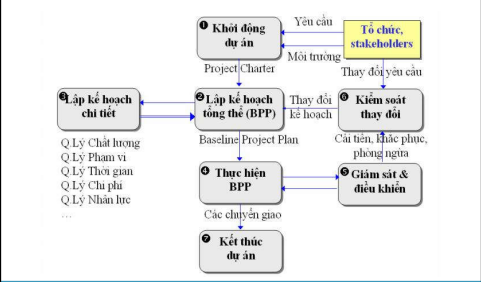 ❶ Khởi động
dự án
Yêu cầu
Môi trường
Tổ chức,
stakeholders
Project Charter
Thay đổi yêu cầu
❸ Lập kế hoạch
chi tiết
❷ Lập kế hoạch
tổng thể (BPP)
Thay đổi
kế hoạch
❻ Kiểm soát
thay đổi
Q.Lý Chất lượng
Q.Lý Phạm vi
Q.Lý Thời gian
Q.Lý Chi phí
Q.Lý Nhân lực
...
Baseline Project Plan
Cải tiến, khắc phục,
phòng ngừa
❹ Thực hiện
BPP
❺ Giám sát &
điều khiển
Các chuyển giao
❼ Kết thúc
dự án